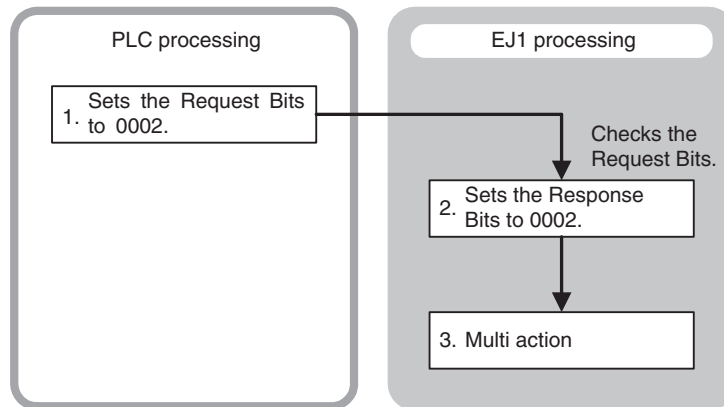 PLC processing
EJ1 processing
1. Sets the Request Bits
to 0002.
Checks the
Request Bits.
2. Sets the Response
Bits to 0002.
3. Multi action